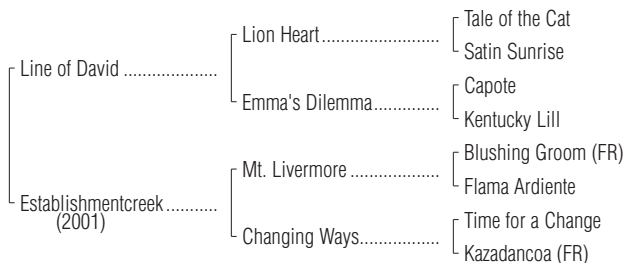 Tale of the Cat
Lion Heart......................
Satin Sunrise
Line of David ....................
Capote
Emma's Dilemma..............
Kentucky Lill
Blushing Groom (FR)
Mt. Livermore ...................
Flama Ardiente
Establishmentcreek...........
(2001)
Time for a Change
Changing Ways.................
Kazadancoa (FR)